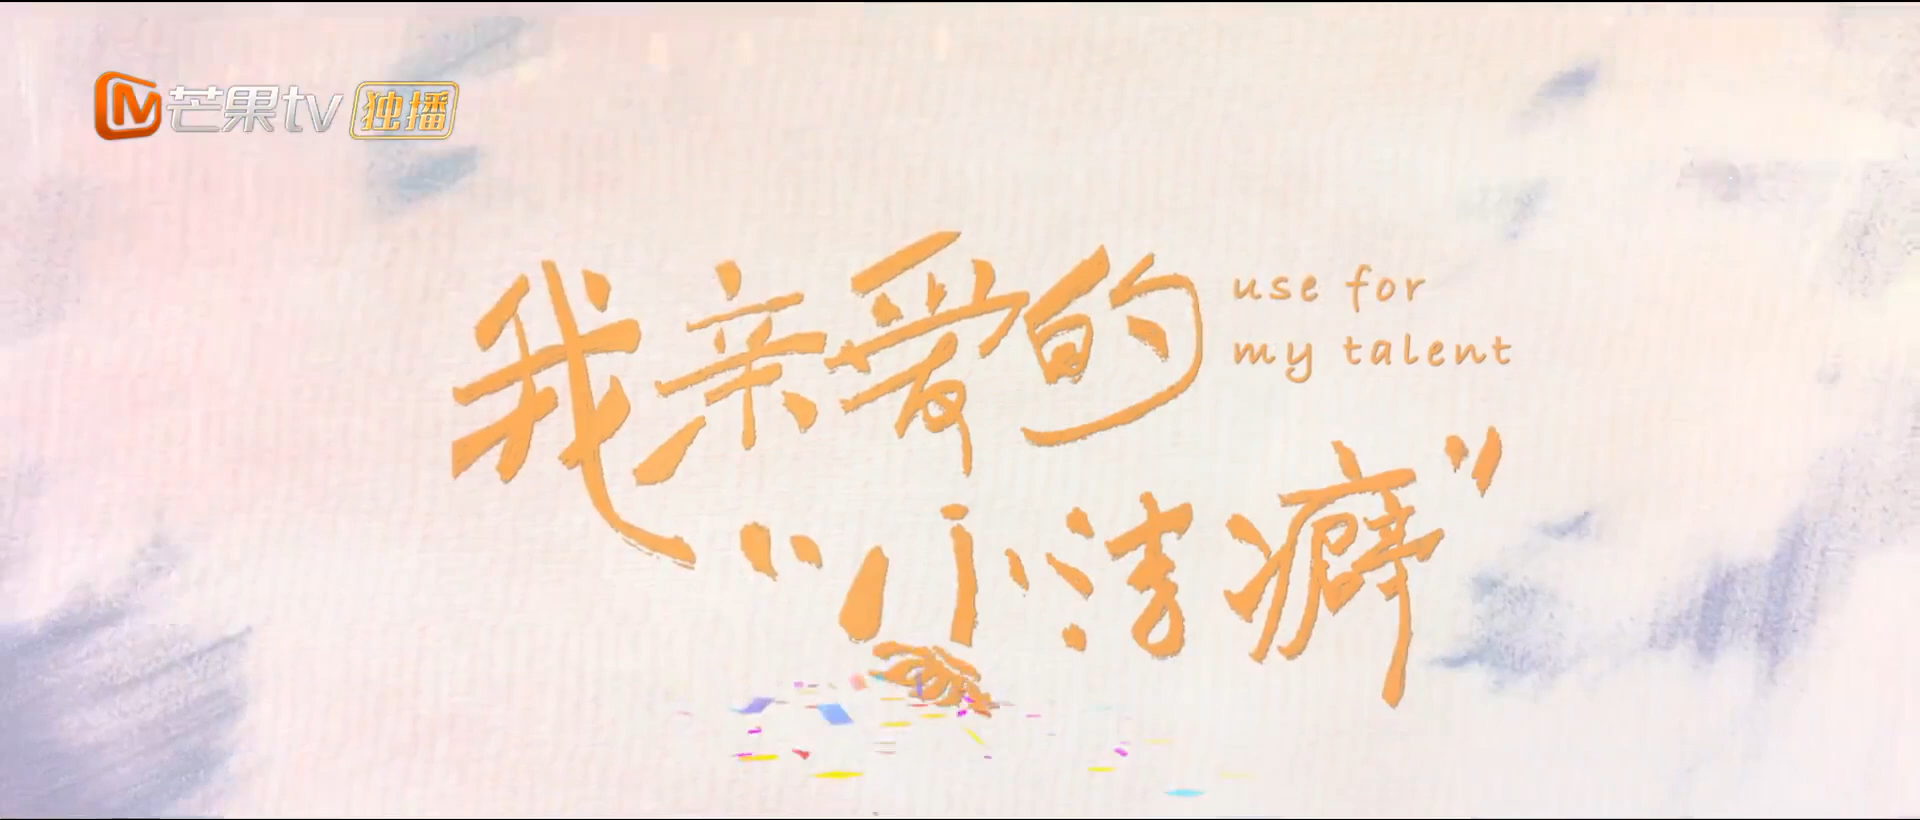 芒果tv 独播
我亲爱的
use for
my talent
“小洁癖”